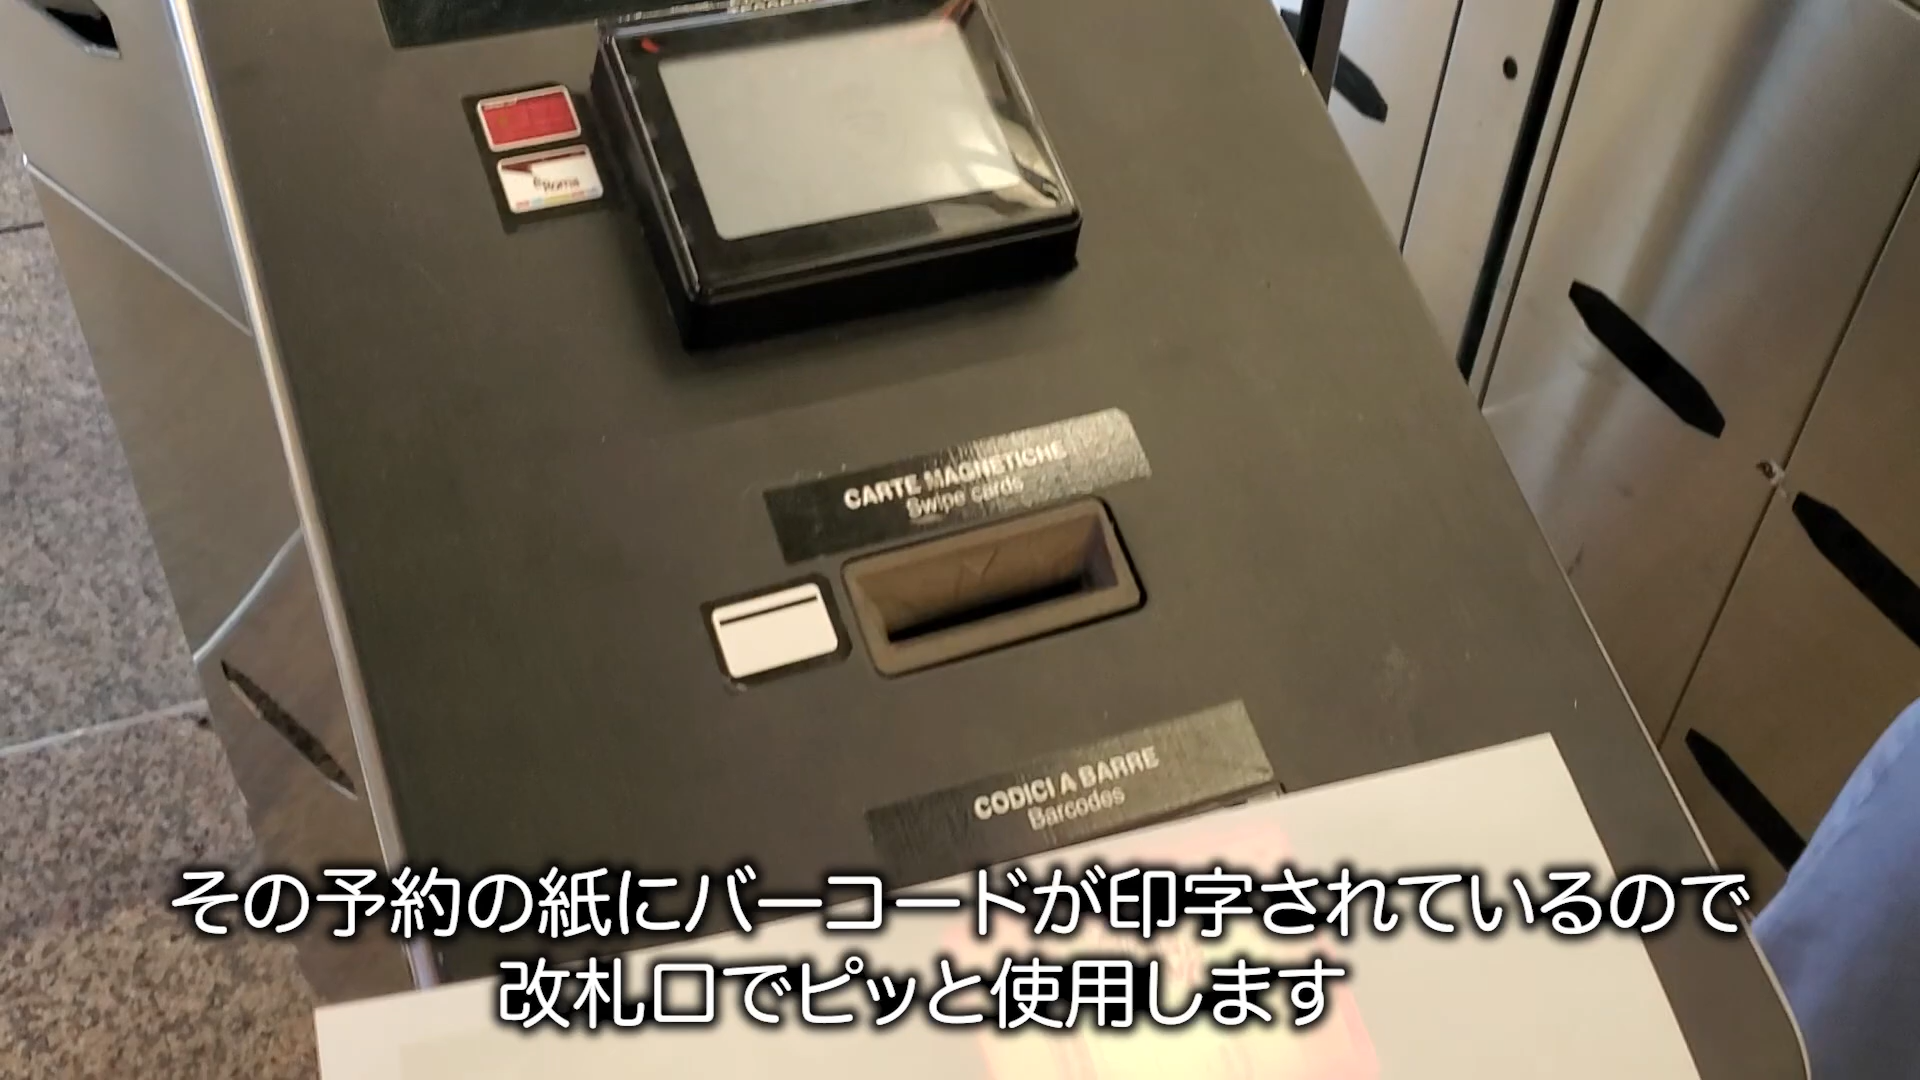 Roma
CARTE MAGNETICHE
Swipe cards
CODICI A BARRE
Barcodes
その予約の紙にバーコードが印字されているので
改札口でピッと使用します